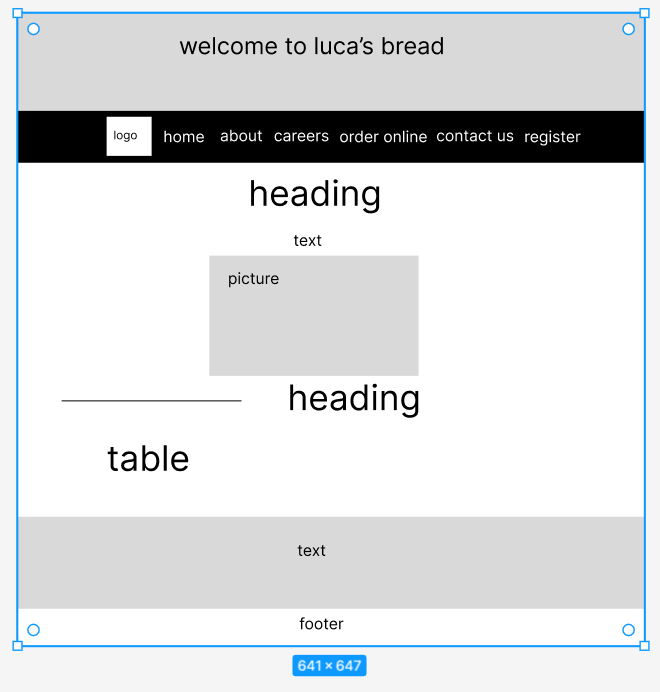 welcome to luca’s bread
logo home about careers order online contact us register
heading
text
picture
heading
table
text
footer
641 × 647